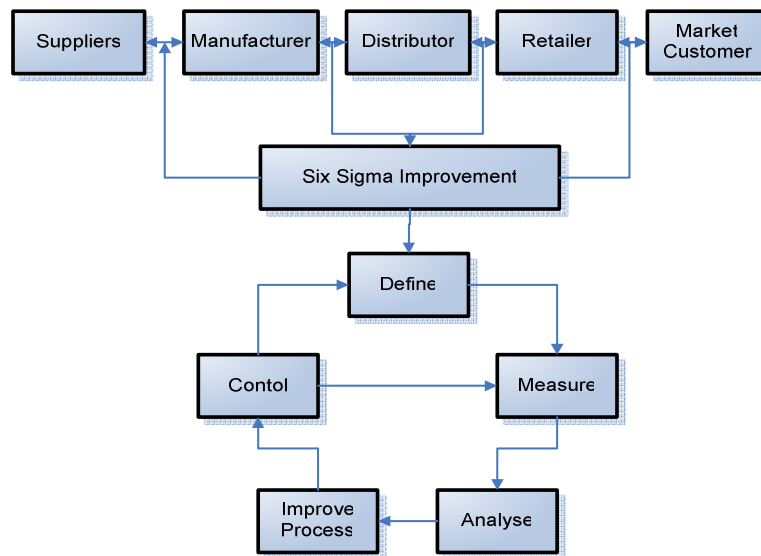 Suppliers
Manufacturer
Distributor
Retailer
Market
Customer
Six Sigma Improvement
Define
Contol
Measure
Improve
Process
Analyse